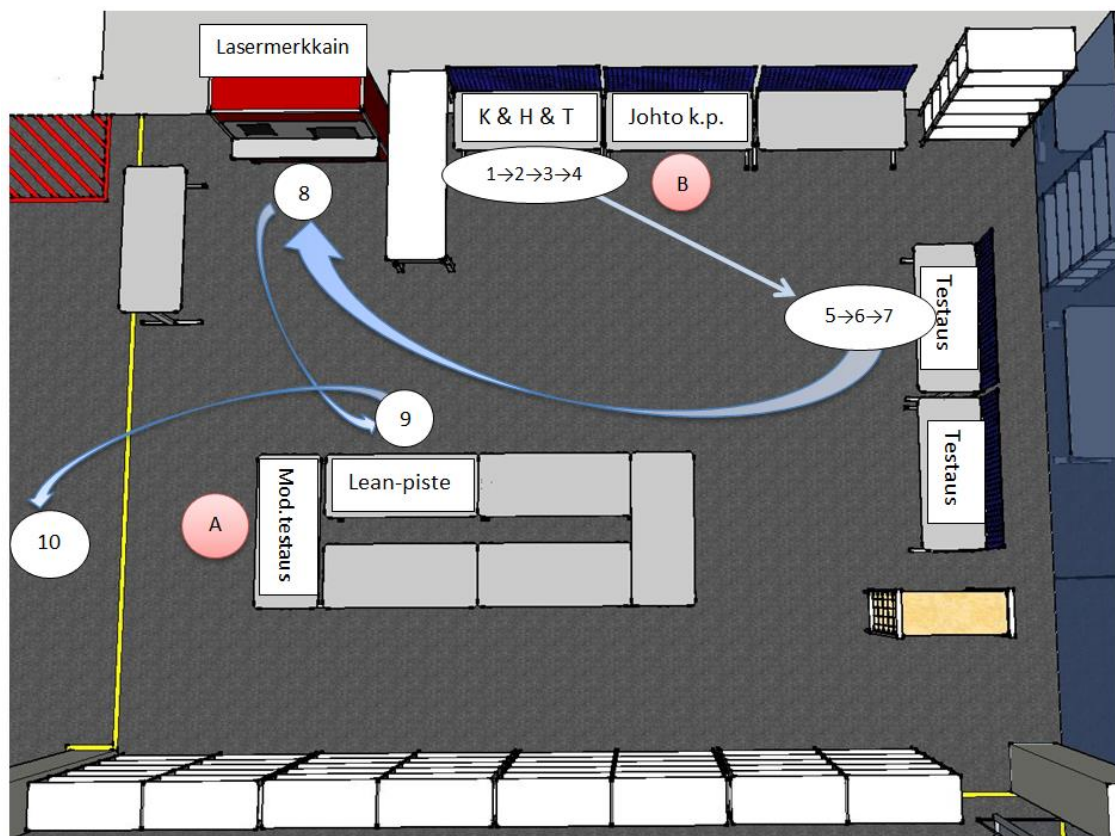 Lasermerkkain
K & H & T
Johto k.p.
1→2→3→4
B
8
5→6→7
Testaus
9
Testaus
Lean-piste
Mod.testaus
A
10